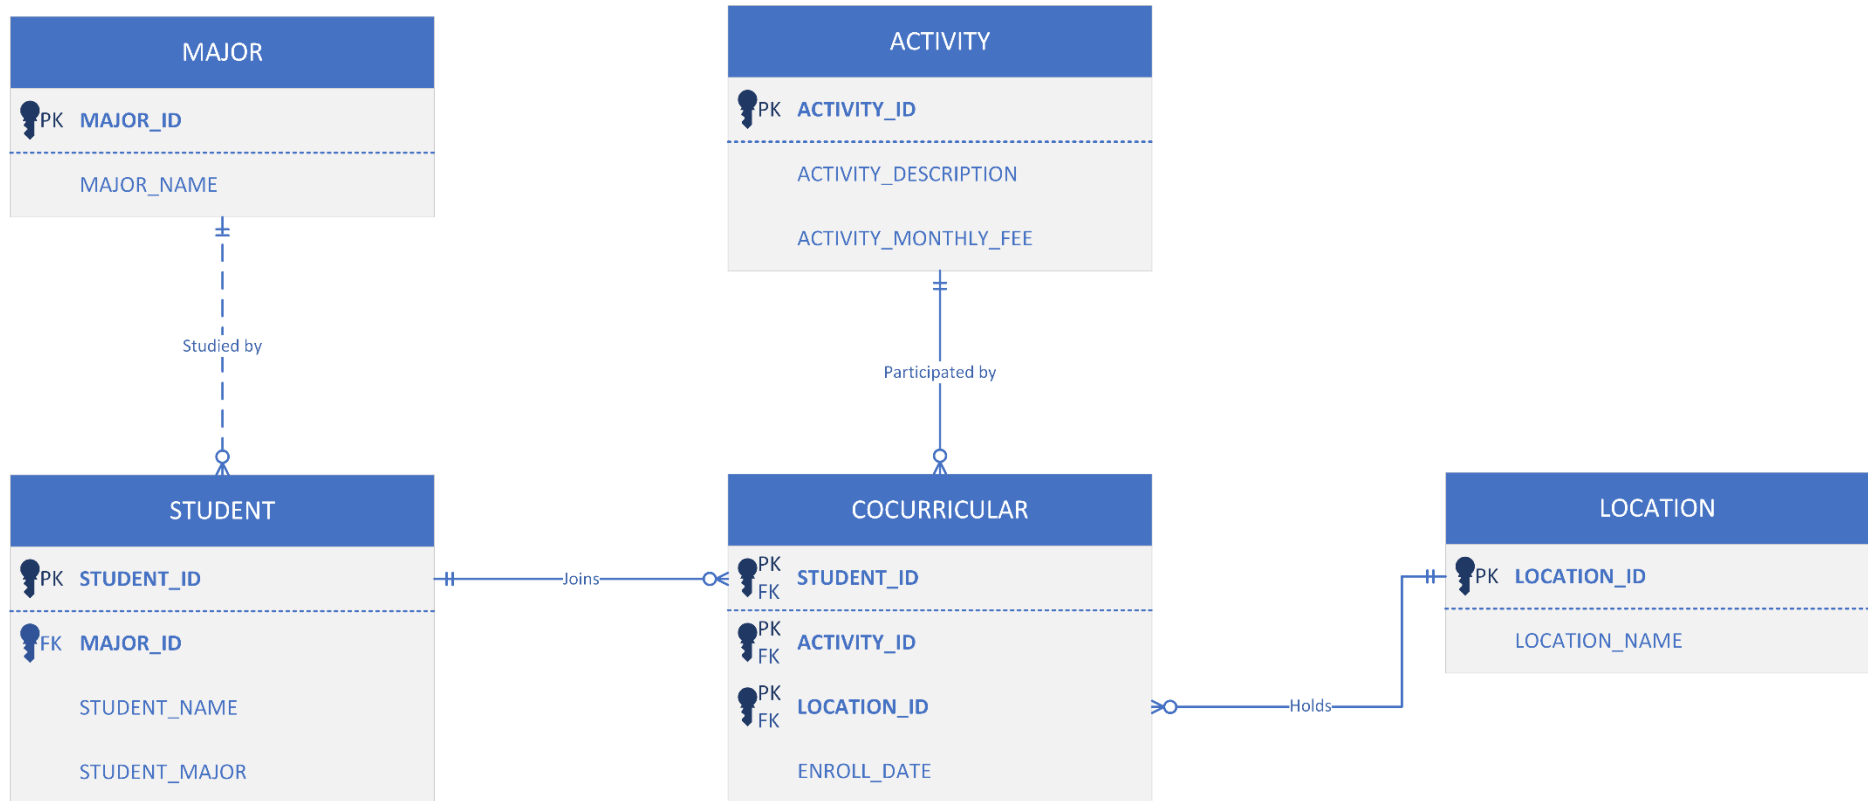 MAJOR
PK MAJOR_ID
MAJOR_NAME
ACTIVITY
PK ACTIVITY_ID
ACTIVITY_DESCRIPTION
ACTIVITY_MONTHLY_FEE
Studied by
Participated by
STUDENT
PK STUDENT_ID
FK MAJOR_ID
STUDENT_NAME
STUDENT_MAJOR
Joins
COCURRICULAR
PK
FK STUDENT_ID
PK
FK ACTIVITY_ID
PK
FK LOCATION_ID
ENROLL_DATE
Holds
LOCATION
PK LOCATION_ID
LOCATION_NAME